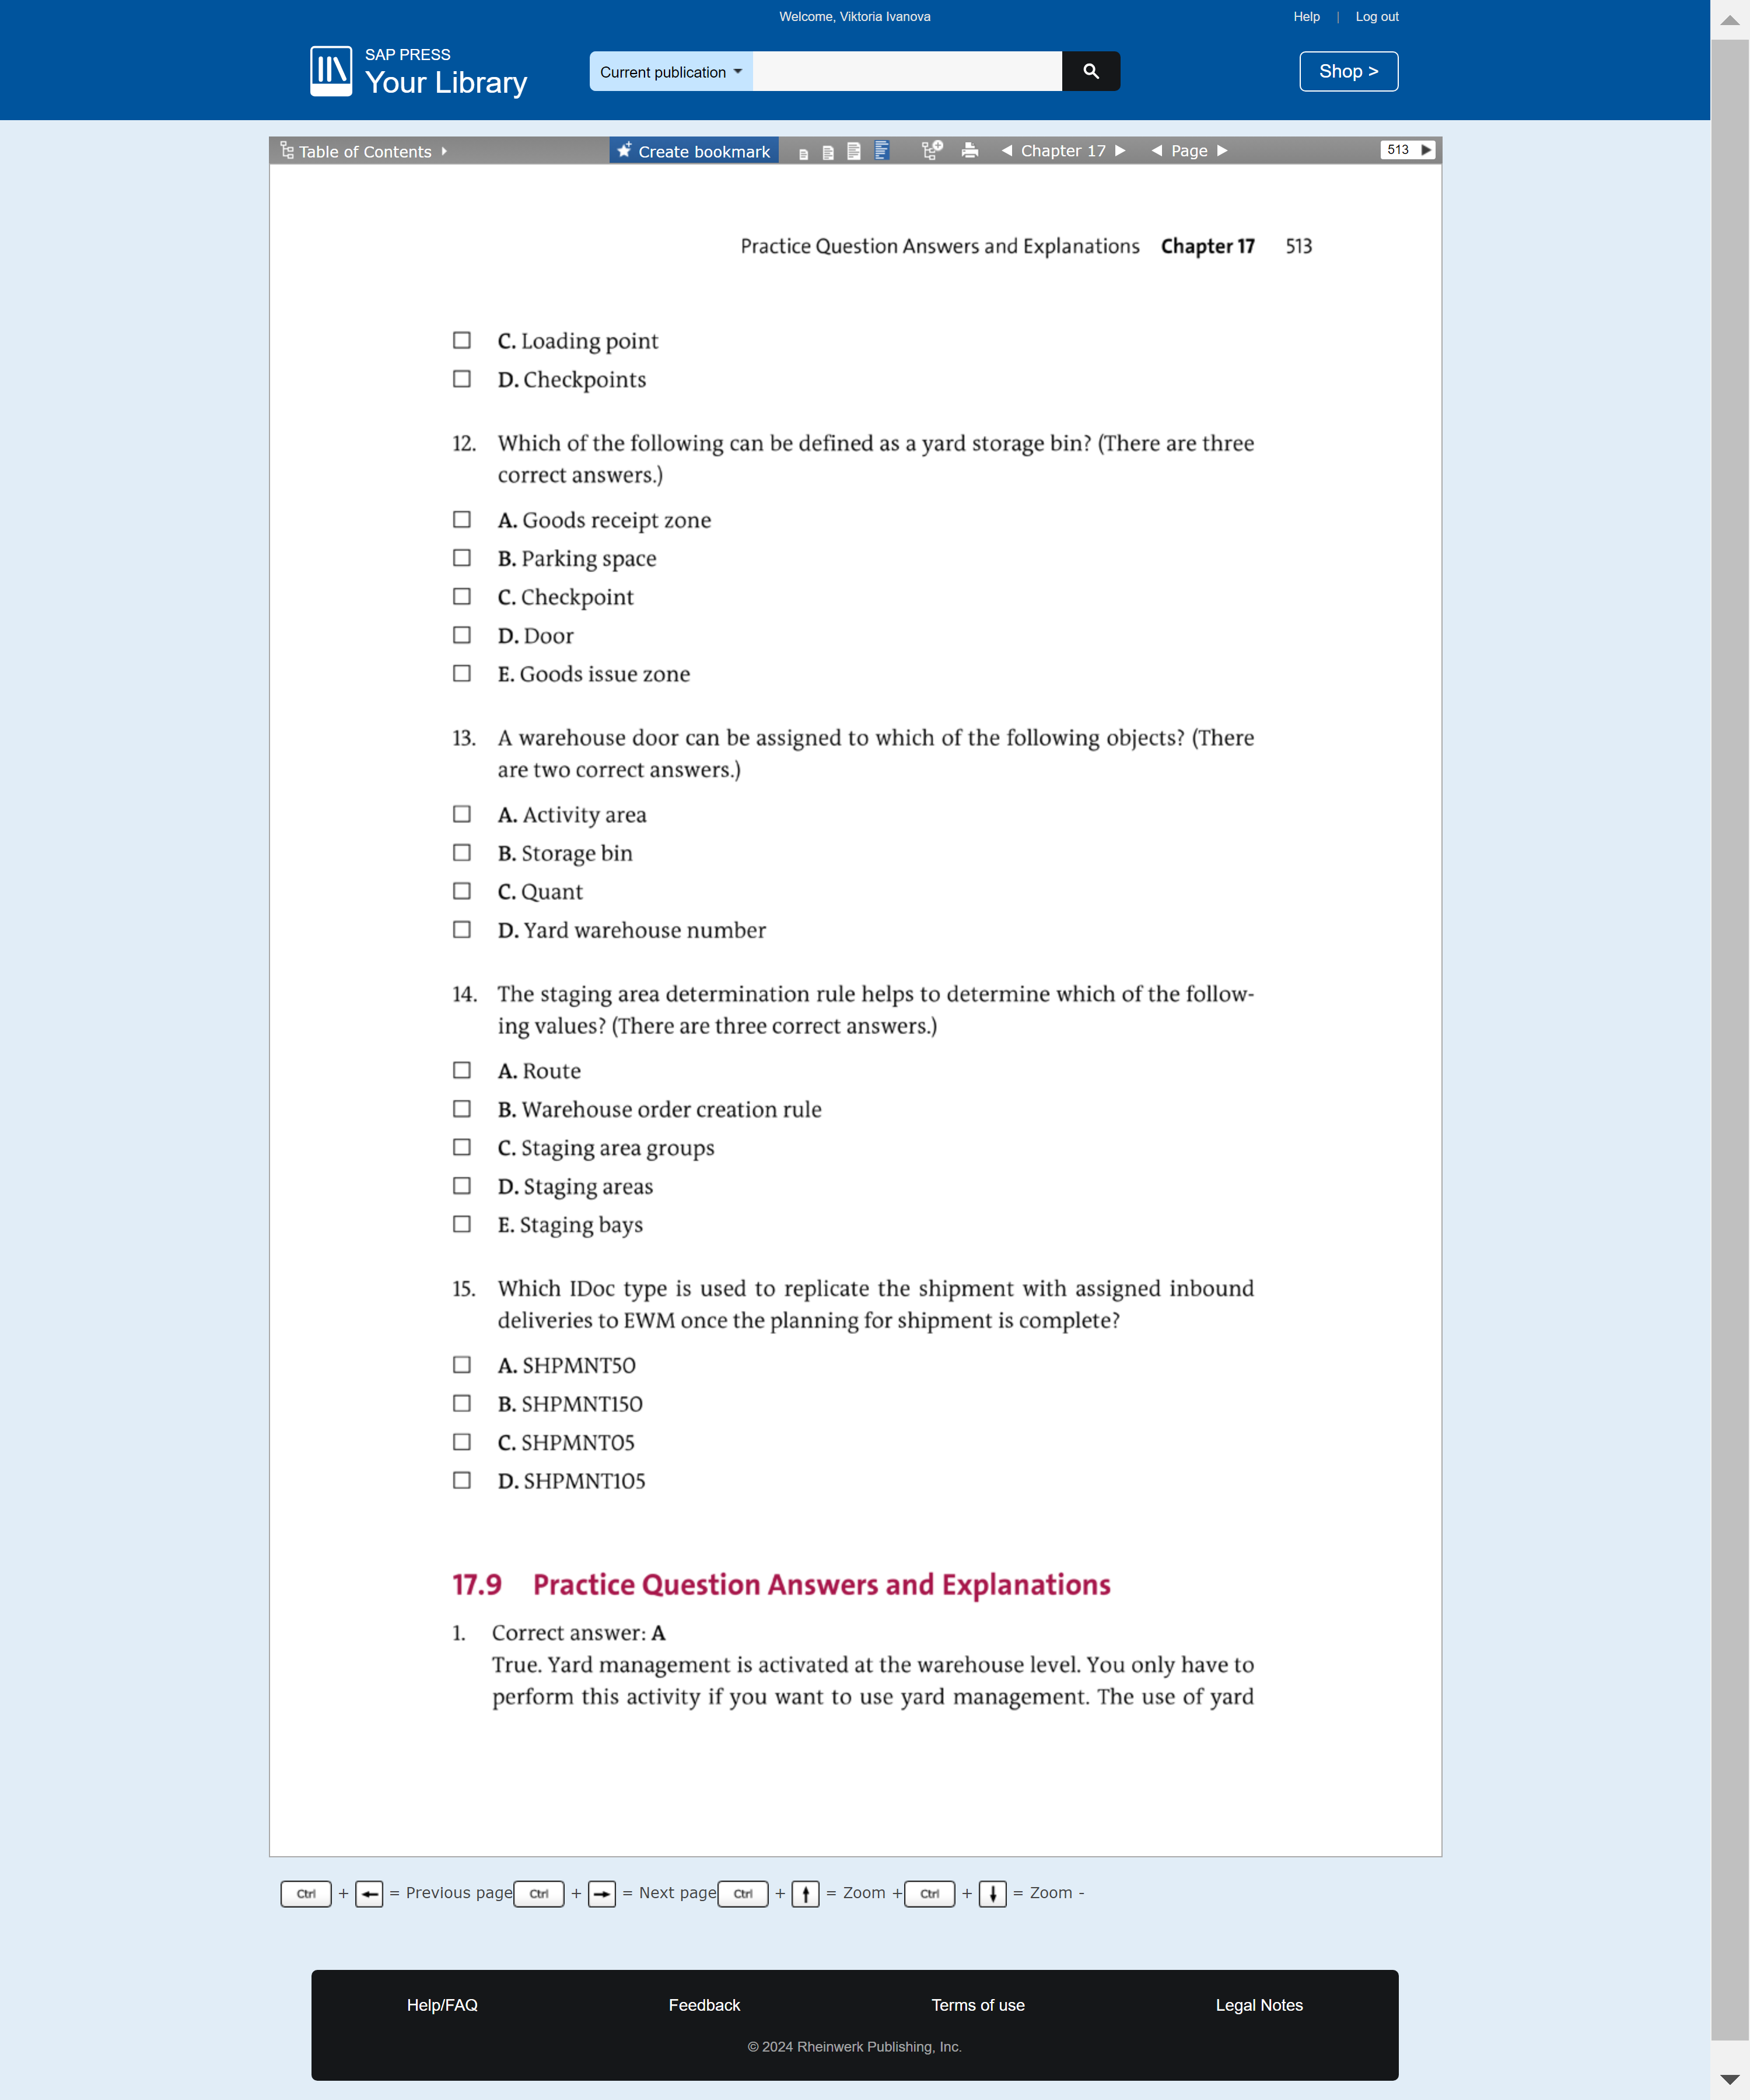 Welcome, Viktoria Ivanova
Help | Log out
SAP PRESS
Your Library
Current publication
Shop >
Table of Contents
Create bookmark
Chapter 17
Page
513
Practice Question Answers and Explanations Chapter 17 513
C. Loading point
D. Checkpoints
12. Which of the following can be defined as a yard storage bin? (There are three
correct answers.)
A. Goods receipt zone
B. Parking space
C. Checkpoint
D. Door
E. Goods issue zone
13. A warehouse door can be assigned to which of the following objects? (There
are two correct answers.)
A. Activity area
B. Storage bin
C. Quant
D. Yard warehouse number
14. The staging area determination rule helps to determine which of the follow-
ing values? (There are three correct answers.)
A. Route
B. Warehouse order creation rule
C. Staging area groups
D. Staging areas
E. Staging bays
15. Which IDoc type is used to replicate the shipment with assigned inbound
deliveries to EWM once the planning for shipment is complete?
A. SHPMNT50
B. SHPMNT150
C. SHPMNT05
D. SHPMNT105
17.9 Practice Question Answers and Explanations
1. Correct answer: A
True. Yard management is activated at the warehouse level. You only have to
perform this activity if you want to use yard management. The use of yard
Ctrl + ← = Previous page Ctrl + → = Next page Ctrl + ↑ = Zoom + Ctrl + ↓ = Zoom -
Help/FAQ
Feedback
Terms of use
Legal Notes
© 2024 Rheinwerk Publishing, Inc.